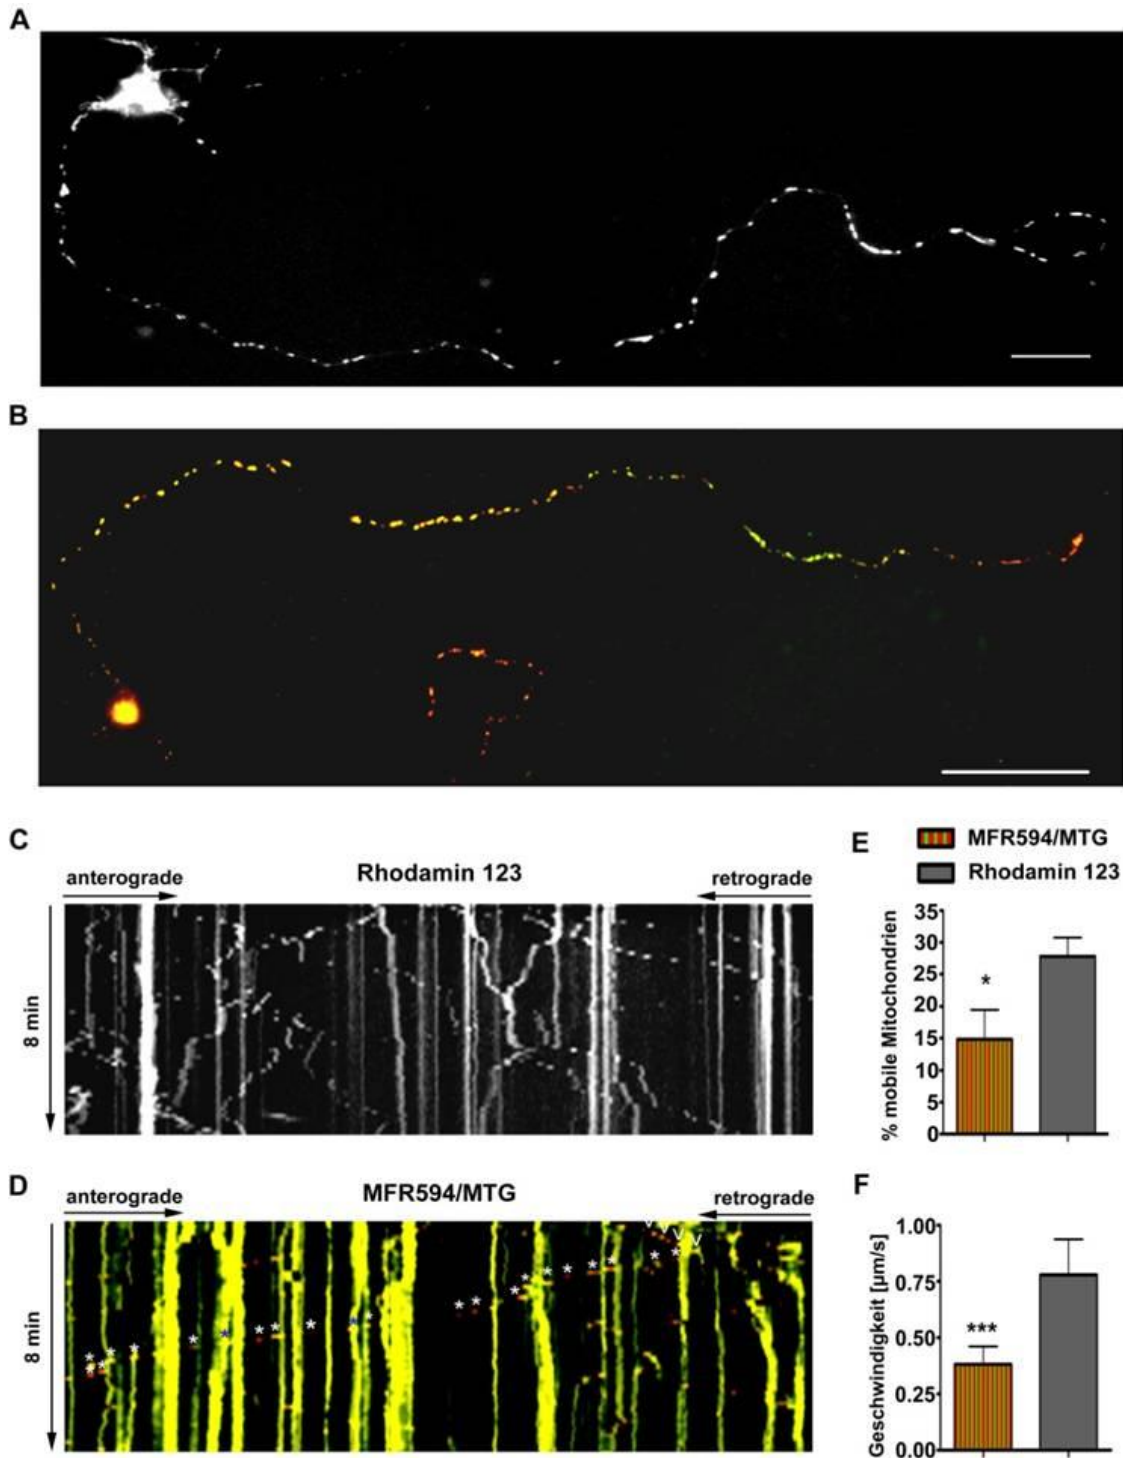 A
B
C
anterograde
Rhodamin 123
retrograde
8 min
D
anterograde
MFR594/MTG
retrograde
8 min
E
MFR594/MTG
Rhodamin 123
% mobile Mitochondrien
35
30
25
20
15
10
5
0
*
F
Geschwindigkeit [µm/s]
1.00
0.75
0.50
0.25
0.00
***